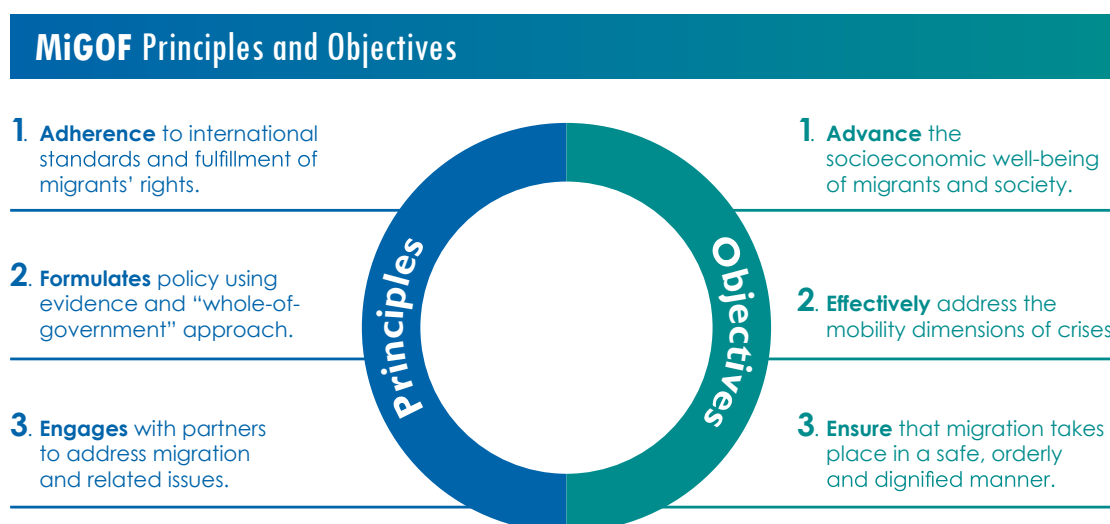 MiGOF Principles and Objectives
1. Adherence to international
standards and fulfillment of
migrants' rights.
2. Formulates policy using
evidence and “whole-of-
government” approach.
3. Engages with partners
to address migration
and related issues.
Principles
Objectives
1. Advance the
socioeconomic well-being
of migrants and society.
2. Effectively address the
mobility dimensions of crises
3. Ensure that migration takes
place in a safe, orderly
and dignified manner.